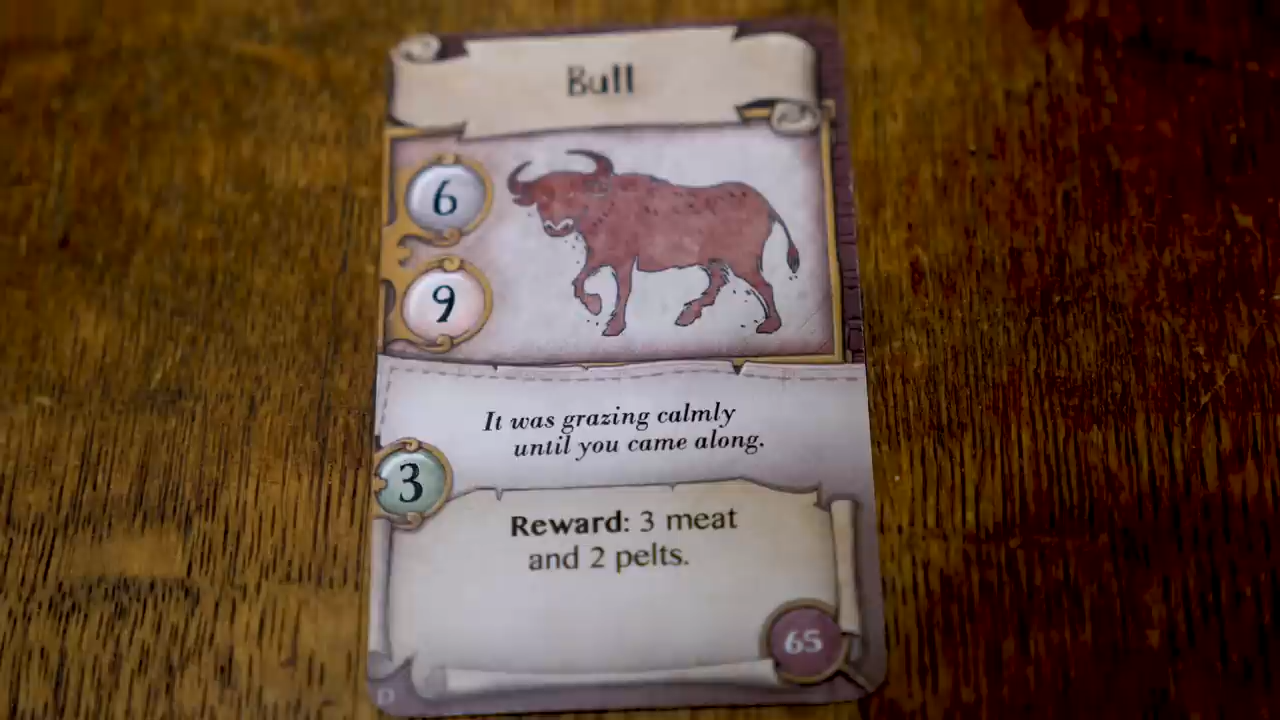 Bull
6
9
It was grazing calmly
until you came along.
3
Reward: 3 meat
and 2 pelts.
65
D